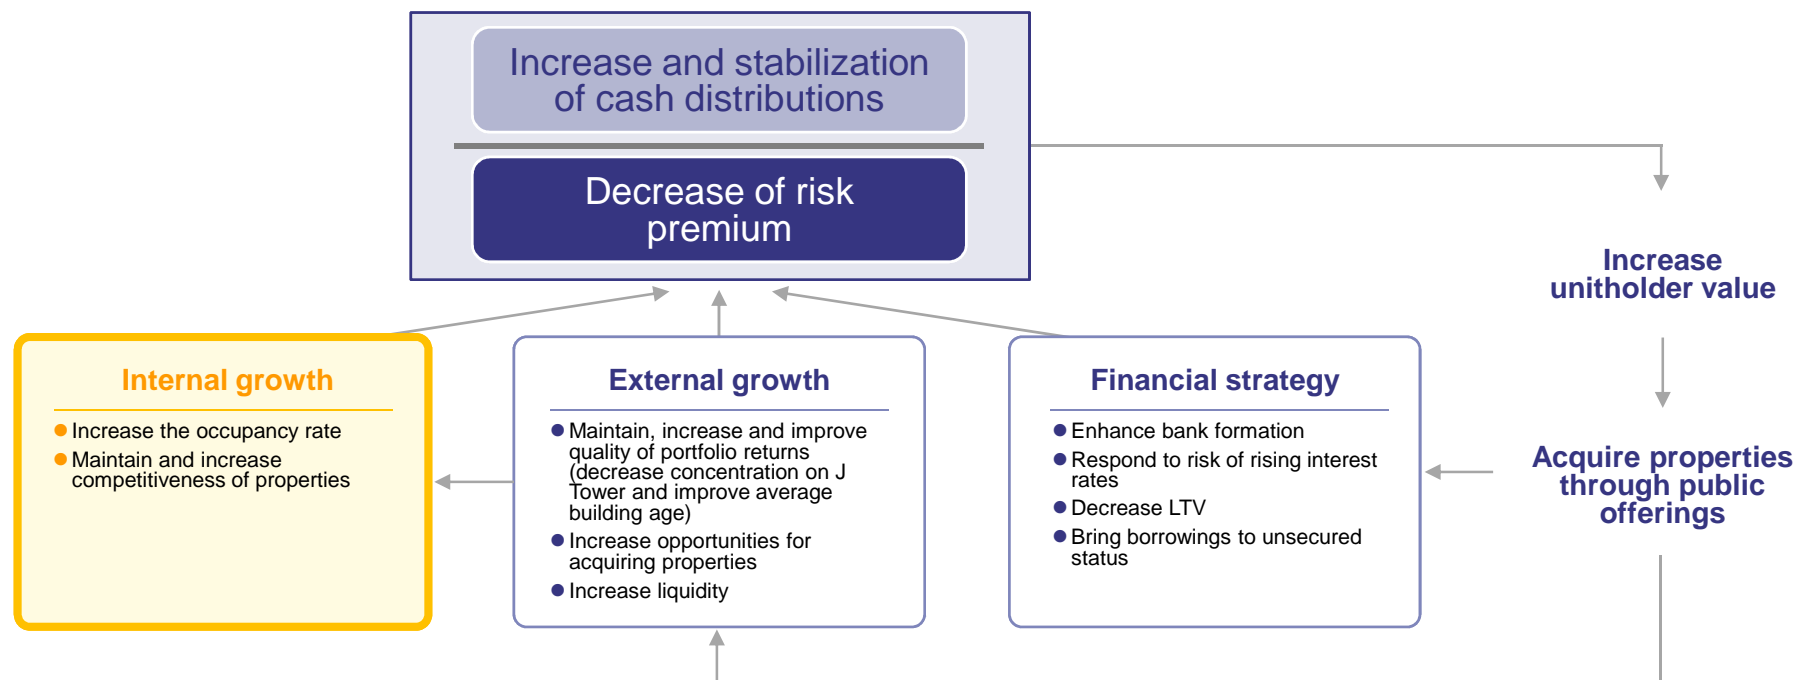 Increase and stabilization
of cash distributions
Decrease of risk
premium
Increase
unitholder value
Internal growth
Increase the occupancy rate
Maintain and increase
competitiveness of properties
External growth
Maintain, increase and improve
quality of portfolio returns
(decrease concentration on J
Tower and improve average
building age)
Increase opportunities for
acquiring properties
Increase liquidity
Financial strategy
Enhance bank formation
Respond to risk of rising interest
rates
Decrease LTV
Bring borrowings to unsecured
status
Acquire properties
through public
offerings